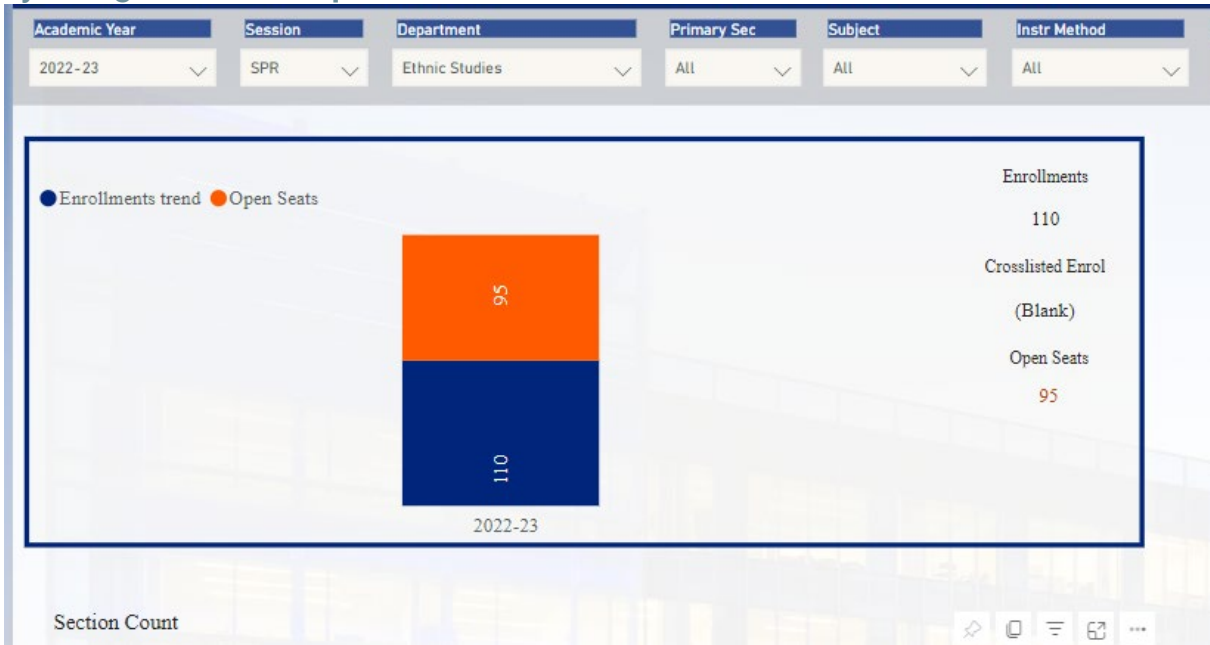 Academic Year Session Department Primary Sec Subject Instr Method
2022-23 SPR Ethnic Studies All All All
Enrollments trend Open Seats
95
110
2022-23
Enrollments
110
Crosslisted Enrol
(Blank)
Open Seats
95
Section Count